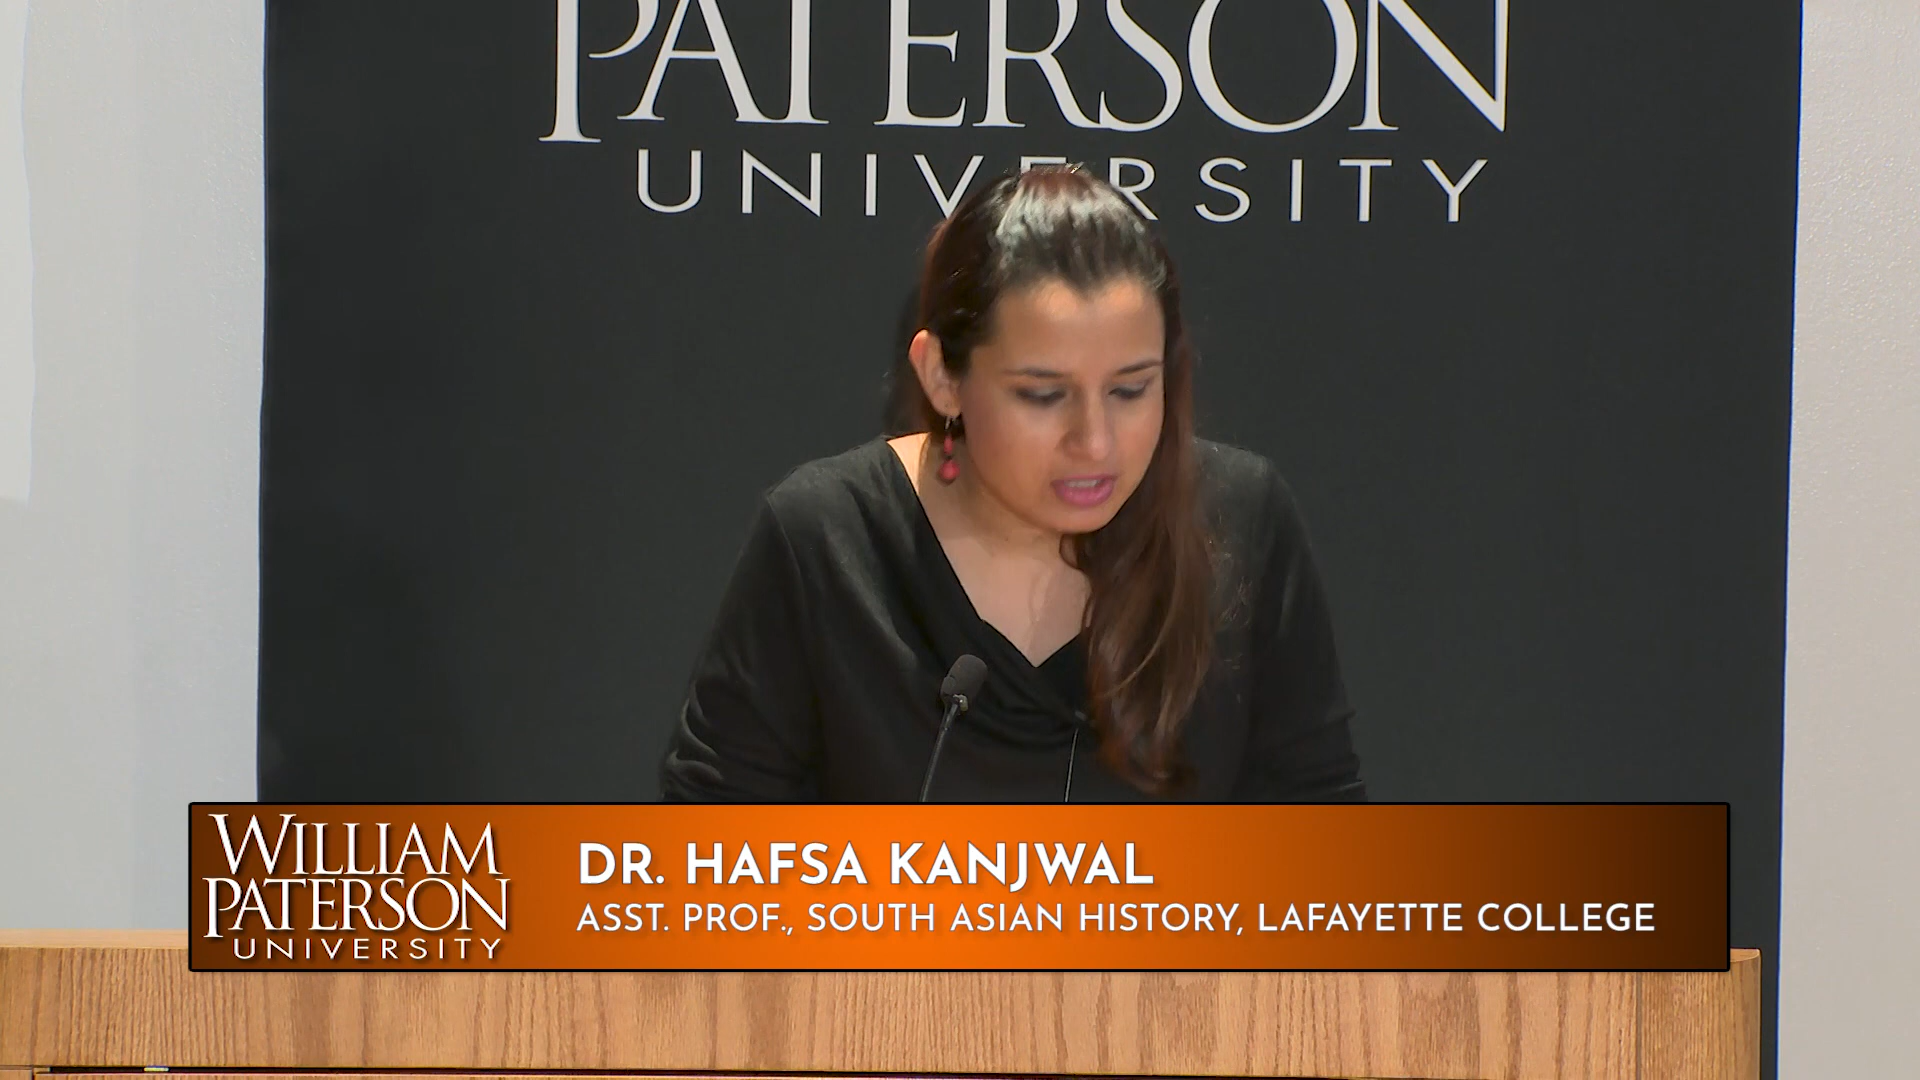 PATERSON
UNIVERSITY
WILLIAM
PATERSON
UNIVERSITY
DR. HAFSA KANJWAL
ASST. PROF., SOUTH ASIAN HISTORY, LAFAYETTE COLLEGE